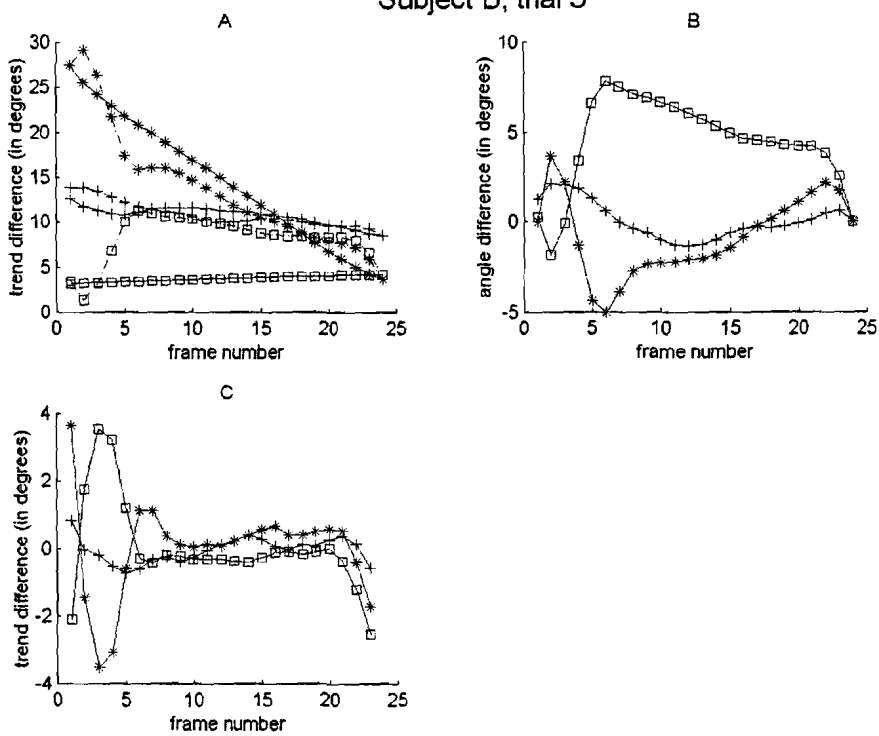 Subject B, trial 5
A
30
25
20
15
10
5
0
0 5 10 15 20 25
trend difference (in degrees)
frame number
B
10
5
0
-5
0 5 10 15 20 25
angle difference (in degrees)
frame number
C
4
2
0
-2
-4
0 5 10 15 20 25
trend difference (in degrees)
frame number